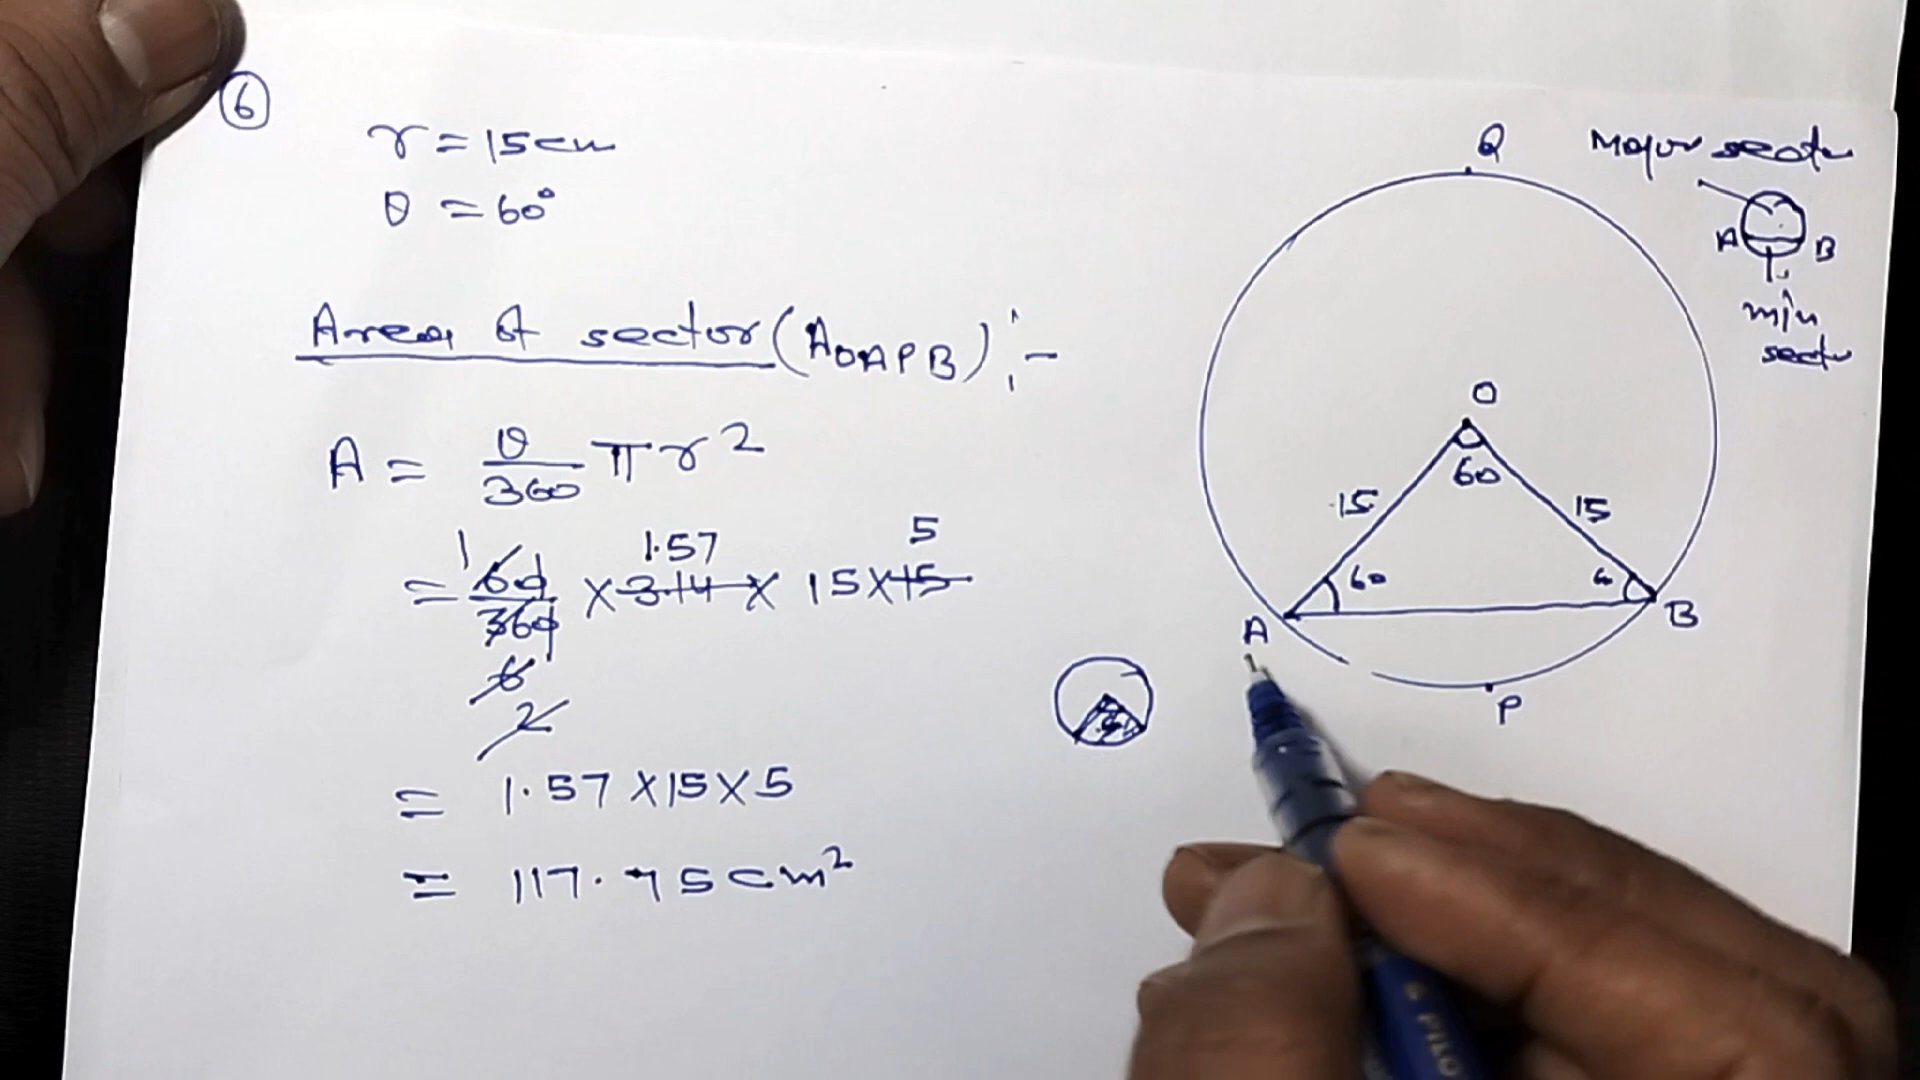 6
r = 15cm
θ = 60°
Area of sector (AOAPB) :-
A = θ/360 πr²
1 1.57 5
= 60/360 × 3.14 × 15 × 15
6
2
= 1.57 × 15 × 5
= 117.75 cm²
Q
Major sector
A B
min
sector
O
60
15 15
60
A B
P
PILO